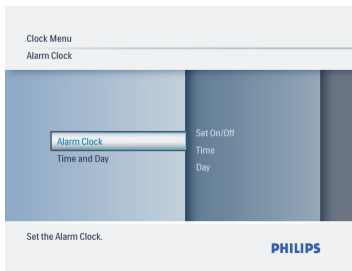 Clock Menu
Alarm Clock
Alarm Clock
Time and Day
Set On/Off
Time
Day
Set the Alarm Clock.
PHILIPS